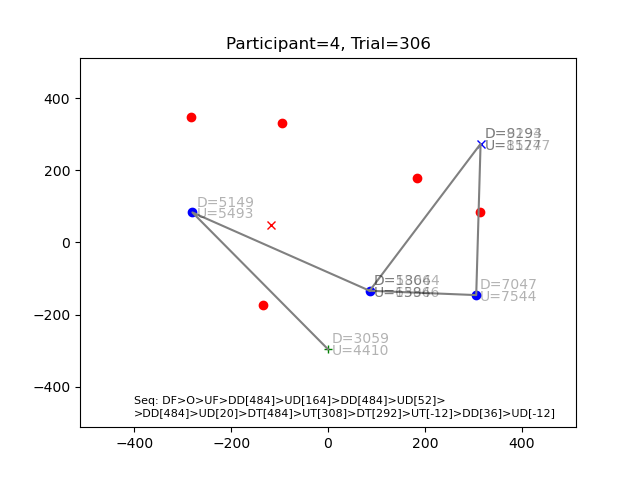 Participant=4, Trial=306
400
200
0
−200
−400
D=5149
U=5493
D=7047
U=7544
D=3059
U=4410
Seq: DF>O>UF>DD[484]>UD[164]>DD[484]>UD[52]>
>DD[484]>UD[20]>DT[484]>UT[308]>DT[292]>UT[-12]>DD[36]>UD[-12]
−400 −200 0 200 400